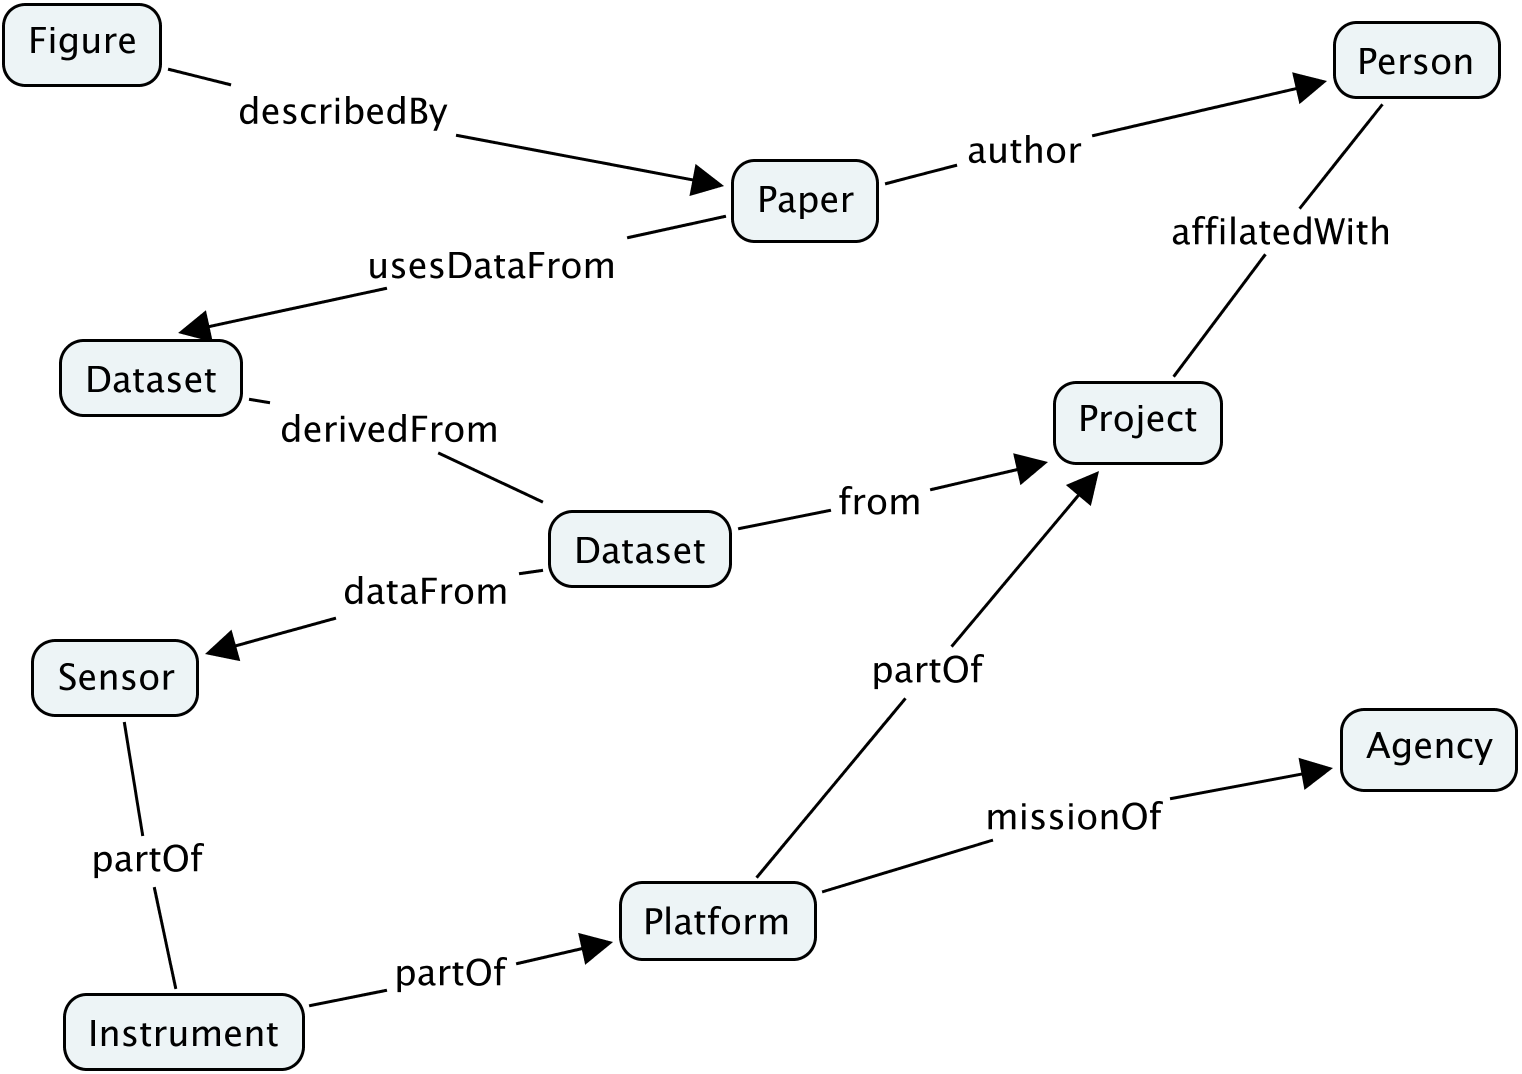 Figure
Person
describedBy
author
Paper
affilatedWith
usesDataFrom
Dataset
Project
derivedFrom
from
Dataset
dataFrom
Sensor
partOf
Agency
missionOf
partOf
Platform
partOf
Instrument